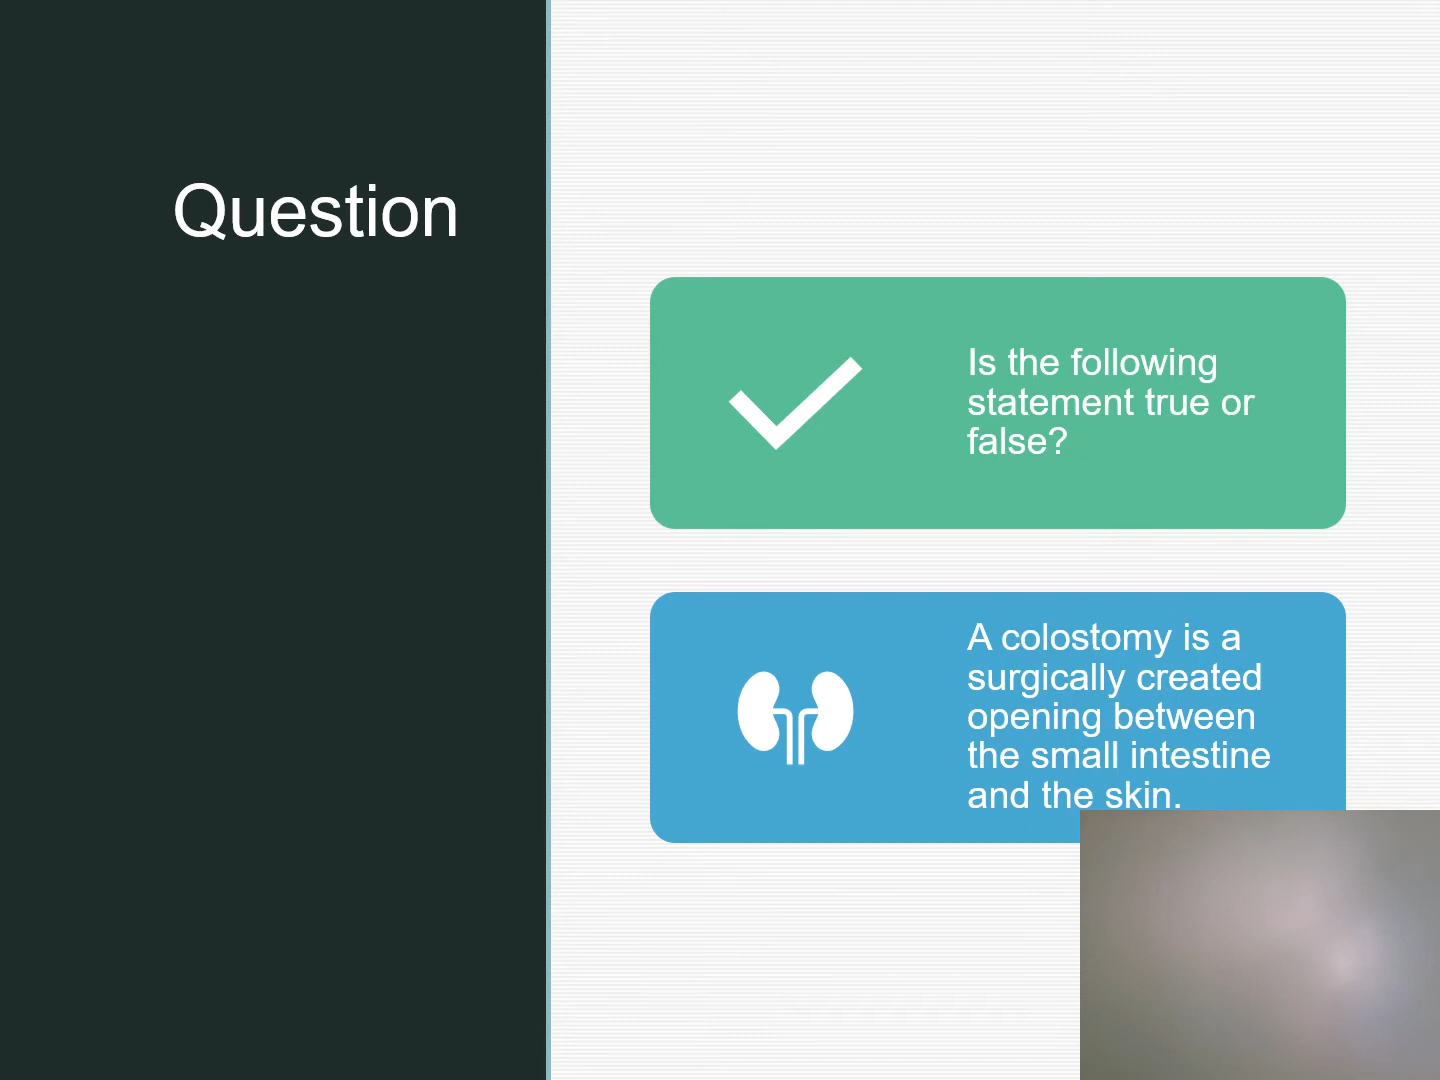 Question
Is the following
statement true or
false?
A colostomy is a
surgically created
opening between
the small intestine
and the skin.